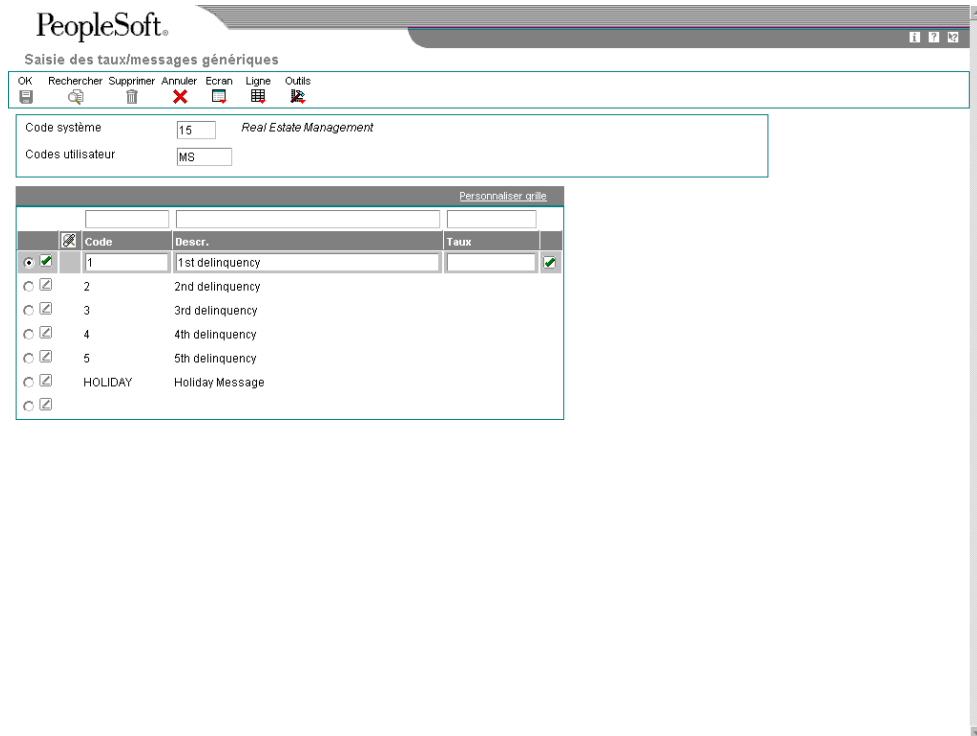 PeopleSoft®
Saisie des taux/messages génériques
OK Rechercher Supprimer Annuler Ecran Ligne Outils
Code système 15 Real Estate Management
Codes utilisateur MS
Personnaliser grille
Code Descr. Taux
1 1st delinquency
2 2nd delinquency
3 3rd delinquency
4 4th delinquency
5 5th delinquency
HOLIDAY Holiday Message